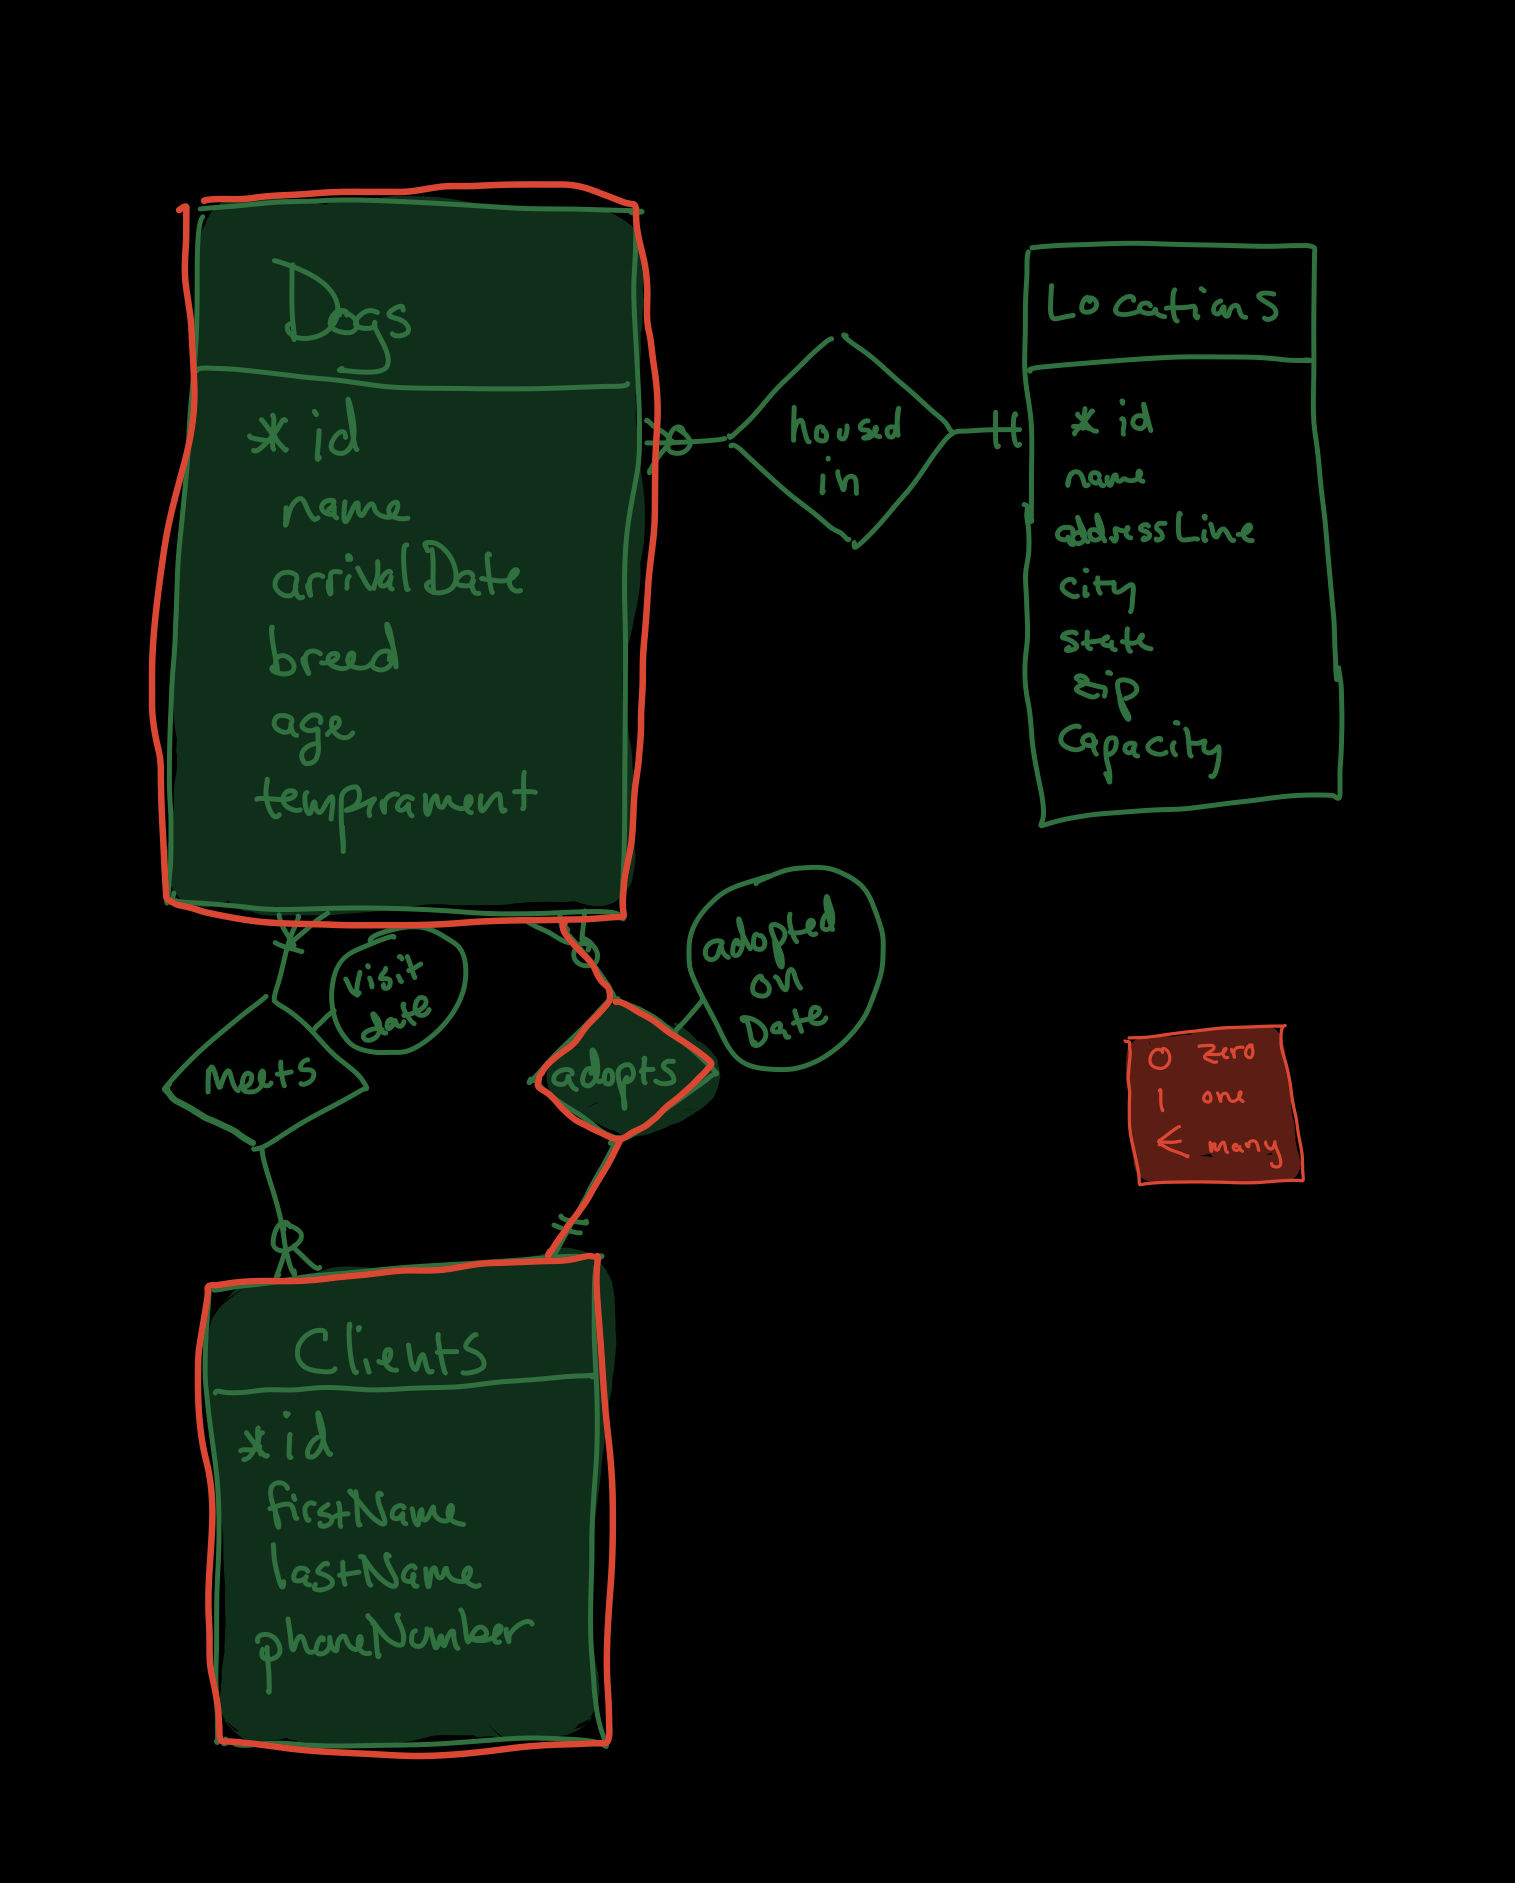 Dogs
*id
name
arrivalDate
breed
age
temprament
housed
in
Locations
* id
name
addressLine
city
state
zip
Capacity
visit
date
Meets
adopted
on
Date
adopts
O zero
| one
< many
Clients
*id
firstName
lastName
phoneNumber